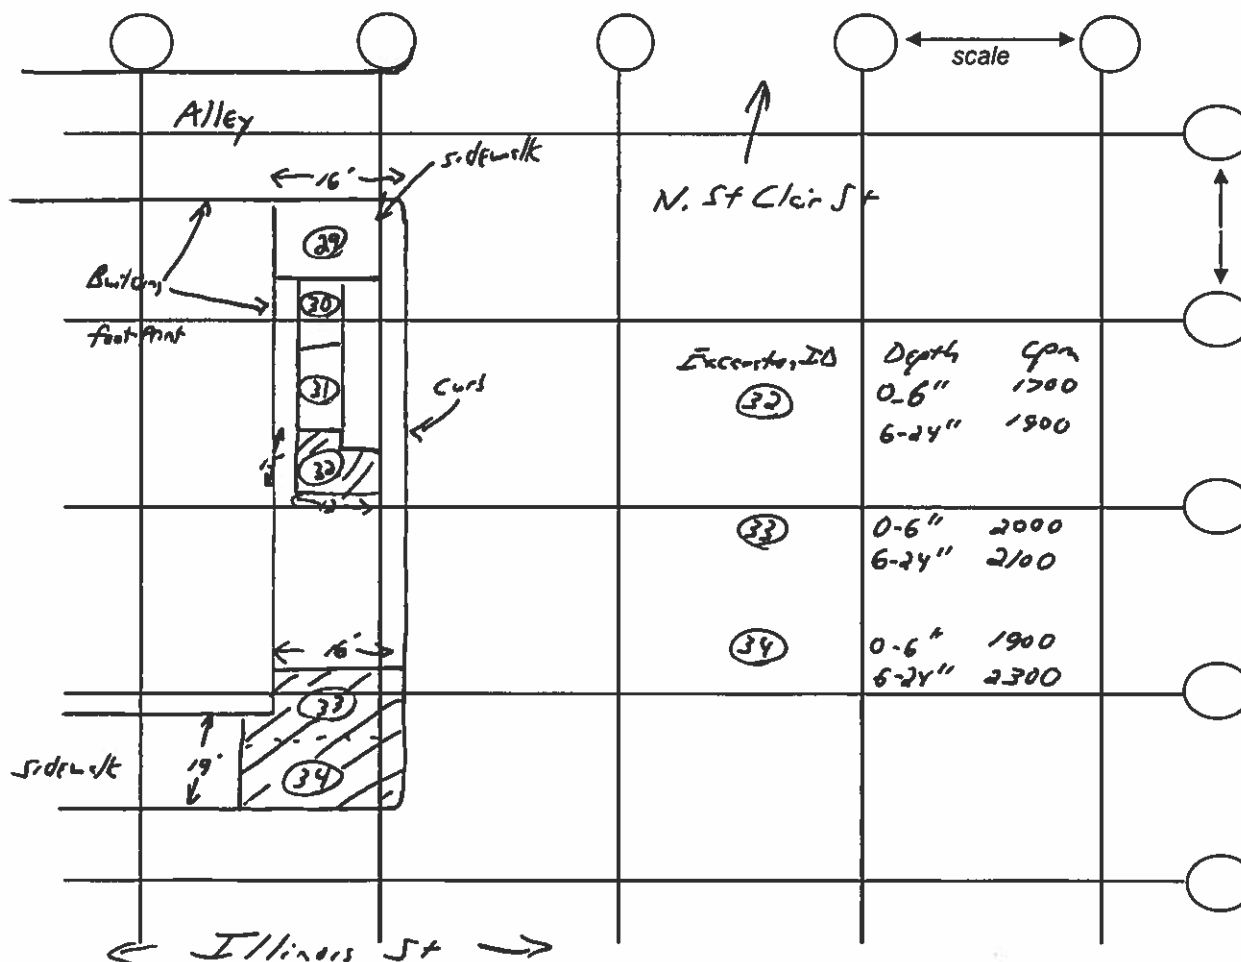 scale
Alley
sidewalk
16'
N. St Clair St
29
Building
footprint
30
Excavation ID Depth cpm
31
32 0-6" 1700
6-24" 1900
Curb
32
12
33 0-6" 2000
6-24" 2100
16'
34 0-6" 1900
6-24" 2300
33
sidewalk
19'
34
Illinois St